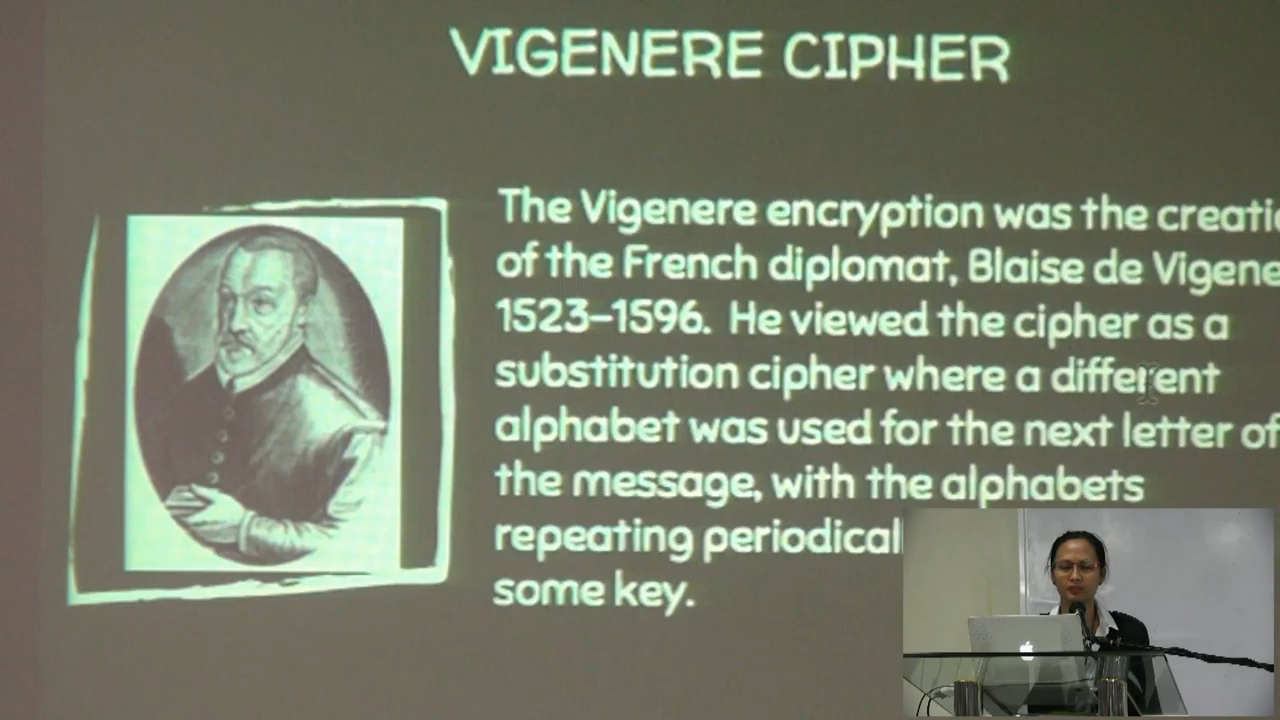 VIGENERE CIPHER
The Vigenere encryption was the creatio
of the French diplomat, Blaise de Vigene
1523–1596. He viewed the cipher as a
substitution cipher where a different
alphabet was used for the next letter of
the message, with the alphabets
repeating periodical
some key.